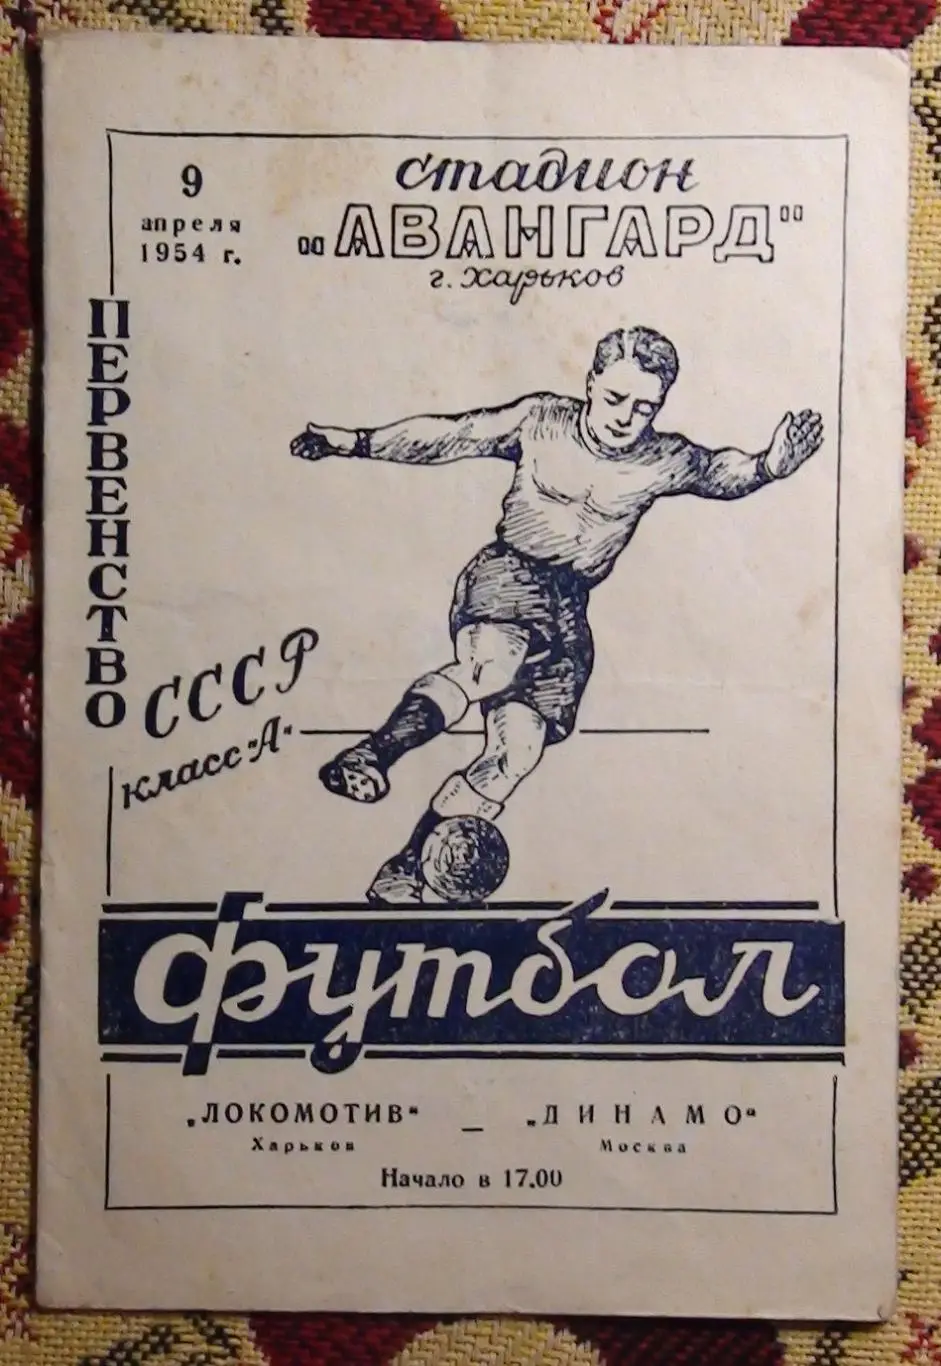 9
апреля
1954 г.
стадион
„АВАНГАРД"
г. Харьков
ПЕРВЕНСТВО
СССР
класс "А"
Футбол
„ЛОКОМОТИВ" — „ДИНАМО"
Харьков Москва
Начало в 17.00